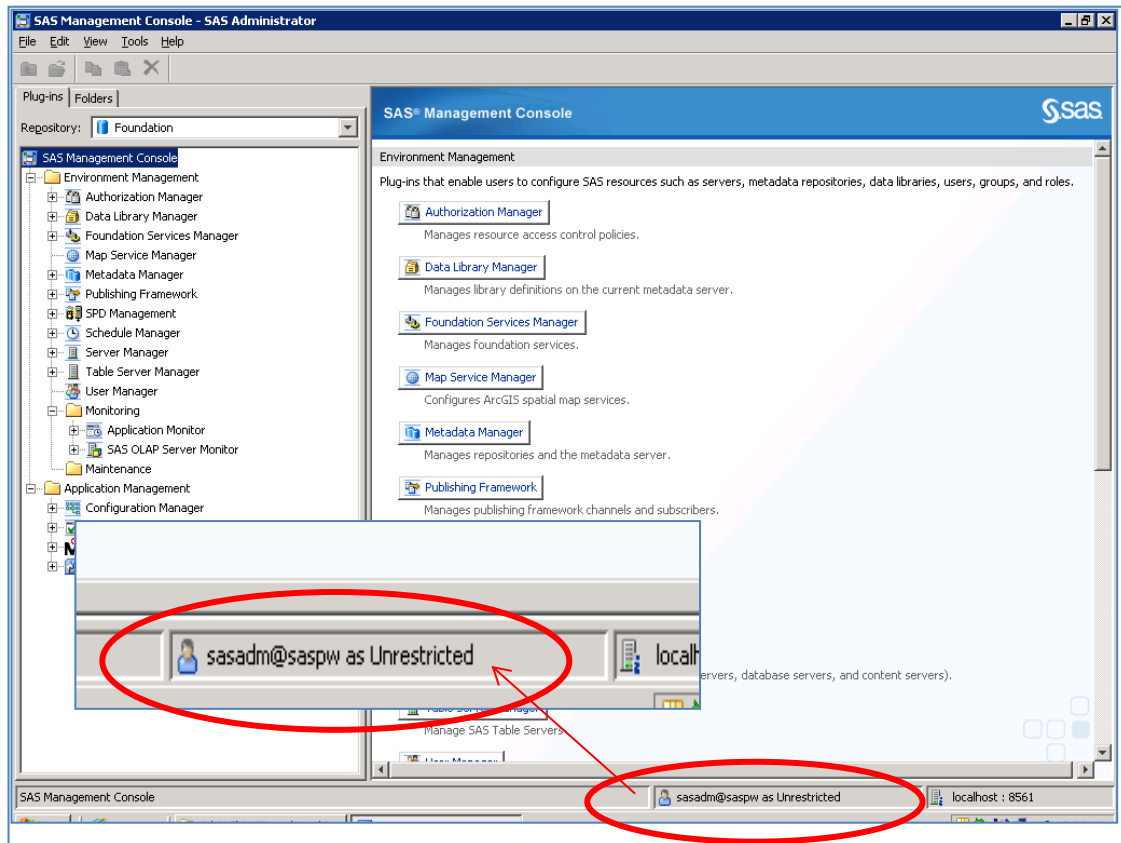 SAS Management Console - SAS Administrator
File Edit View Tools Help
Plug-ins Folders
Repository: Foundation
SAS Management Console
Environment Management
Authorization Manager
Data Library Manager
Foundation Services Manager
Map Service Manager
Metadata Manager
Publishing Framework
SPD Management
Schedule Manager
Server Manager
Table Server Manager
User Manager
Monitoring
Application Monitor
SAS OLAP Server Monitor
Maintenance
Application Management
Configuration Manager
SAS® Management Console
sas
Environment Management
Plug-ins that enable users to configure SAS resources such as servers, metadata repositories, data libraries, users, groups, and roles.
Authorization Manager
Manages resource access control policies.
Data Library Manager
Manages library definitions on the current metadata server.
Foundation Services Manager
Manages foundation services.
Map Service Manager
Configures ArcGIS spatial map services.
Metadata Manager
Manages repositories and the metadata server.
Publishing Framework
Manages publishing framework channels and subscribers.
ervers, database servers, and content servers).
Table Server Manager
Manage SAS Table Servers
User Manager
sasadm@saspw as Unrestricted
localh
SAS Management Console
sasadm@saspw as Unrestricted
localhost : 8561